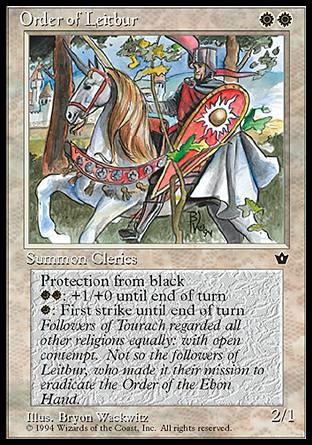 Order of Leitbur
Summon Clerics
Protection from black
: +1/+0 until end of turn
: First strike until end of turn
Followers of Tourach regarded all
other religions equally: with open
contempt. Not so the followers of
Leitbur, who made it their mission to
eradicate the Order of the Ebon
Hand.
Illus. Bryon Wackwitz
2/1
© 1994 Wizards of the Coast, Inc. All rights reserved.